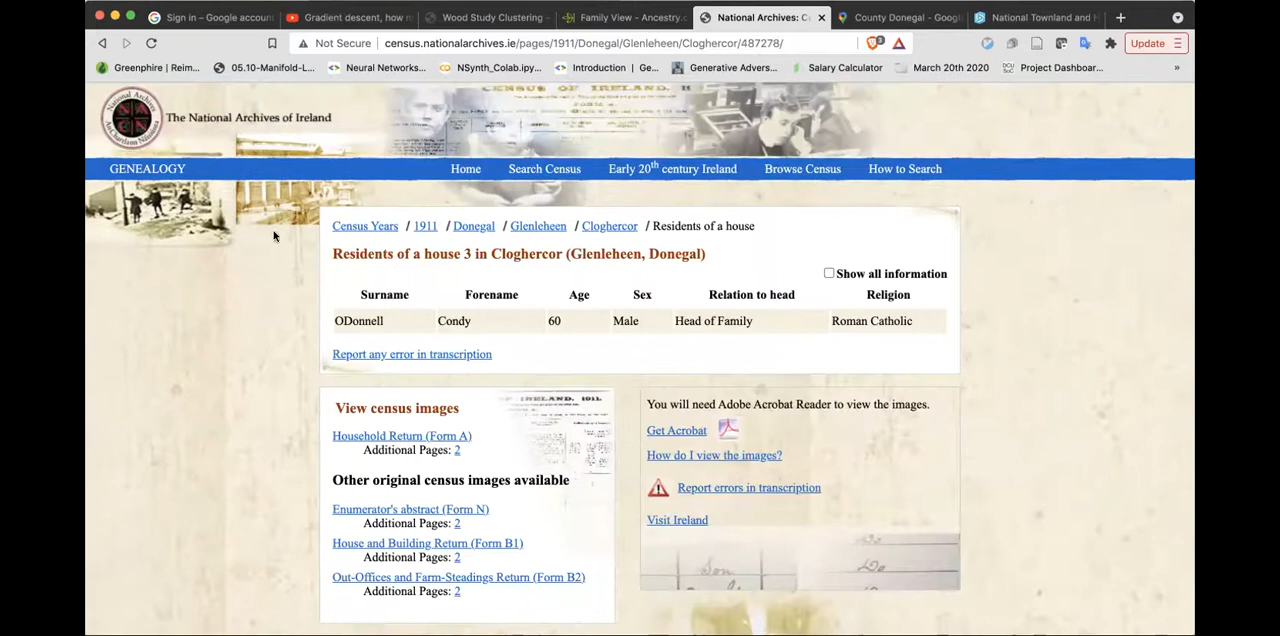 Sign in – Google accoun
Gradient descent, how n
Wood Study Clustering -
Family View - Ancestry.c
National Archives: C
County Donegal - Googl
National Townland and H
Not Secure
census.nationalarchives.ie/pages/1911/Donegal/Glenleheen/Cloghercor/487278/
Update
Greenphire | Reim...
05.10-Manifold-L...
Neural Networks...
NSynth_Colab.ipy...
Introduction | Ge...
Generative Advers...
Salary Calculator
March 20th 2020
Project Dashboar...
»
The National Archives of Ireland
GENEALOGY
Home
Search Census
Early 20th century Ireland
Browse Census
How to Search
Census Years / 1911 / Donegal / Glenleheen / Cloghercor / Residents of a house
Residents of a house 3 in Cloghercor (Glenleheen, Donegal)
Show all information
Surname Forename Age Sex Relation to head Religion
ODonnell Condy 60 Male Head of Family Roman Catholic
Report any error in transcription
View census images
Household Return (Form A)
Additional Pages: 2
Other original census images available
Enumerator's abstract (Form N)
Additional Pages: 2
House and Building Return (Form B1)
Additional Pages: 2
Out-Offices and Farm-Steadings Return (Form B2)
Additional Pages: 2
You will need Adobe Acrobat Reader to view the images.
Get Acrobat
How do I view the images?
Report errors in transcription
Visit Ireland